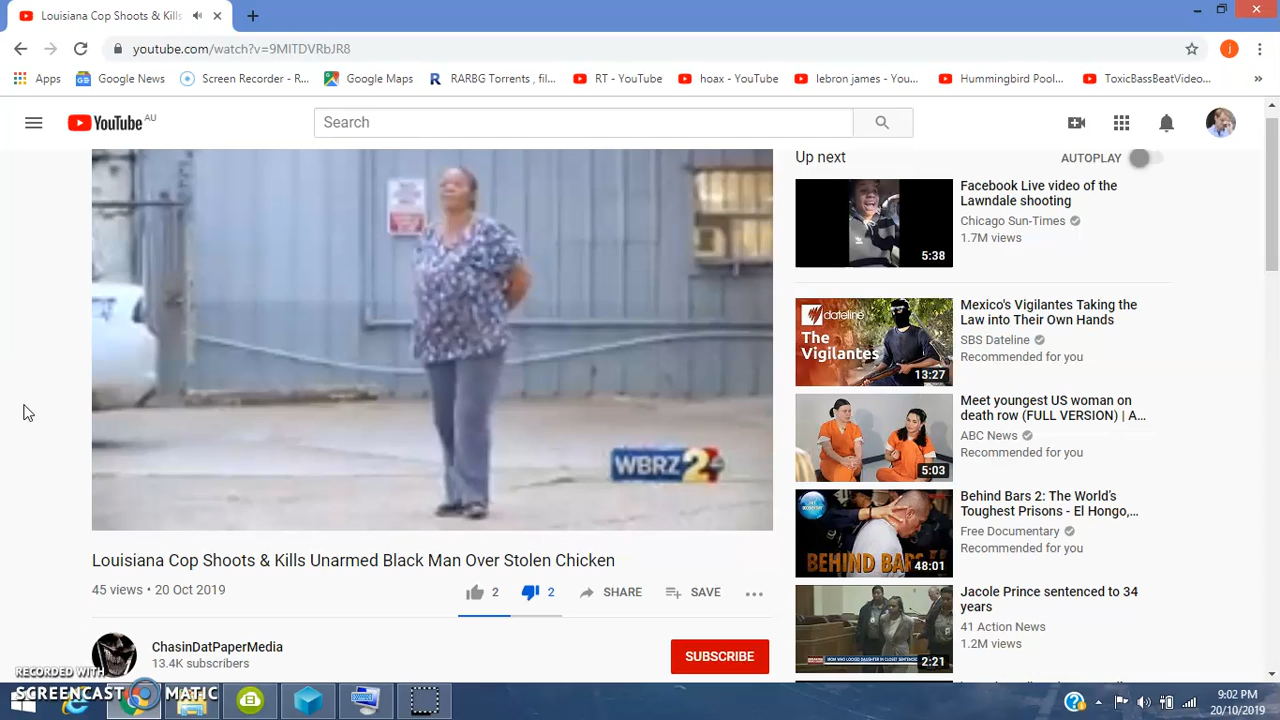 Louisiana Cop Shoots & Kills
youtube.com/watch?v=9MITDVRbJR8
Apps
Google News
Screen Recorder - R...
Google Maps
RARBG Torrents , fil...
RT - YouTube
hoax - YouTube
lebron james - You...
Hummingbird Pool...
ToxicBassBeatVideo...
YouTube AU
Search
WBRZ 2
Louisiana Cop Shoots & Kills Unarmed Black Man Over Stolen Chicken
45 views • 20 Oct 2019
2
2
SHARE
SAVE
ChasinDatPaperMedia
13.4K subscribers
SUBSCRIBE
Up next
AUTOPLAY
5:38
Facebook Live video of the
Lawndale shooting
Chicago Sun-Times
1.7M views
dateline
The
Vigilantes
13:27
Mexico's Vigilantes Taking the
Law into Their Own Hands
SBS Dateline
Recommended for you
5:03
Meet youngest US woman on
death row (FULL VERSION) | A...
ABC News
Recommended for you
BEHIND BARS
48:01
Behind Bars 2: The World's
Toughest Prisons - El Hongo,...
Free Documentary
Recommended for you
2:21
Jacole Prince sentenced to 34
years
41 Action News
1.2M views
RECORDED WITH
SCREENCAST MATIC
9:02 PM
20/10/2019